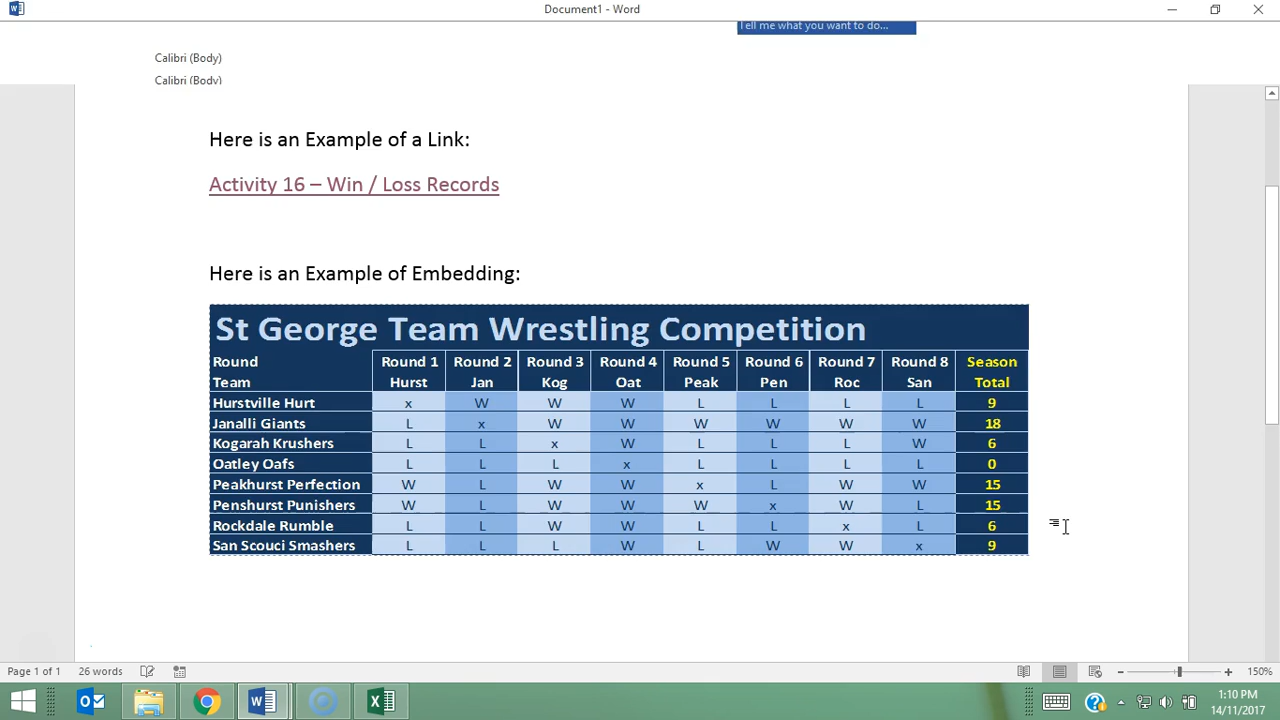 Document1 - Word
Tell me what you want to do...
Calibri (Body)
Calibri (Body)
Here is an Example of a Link:
Activity 16 – Win / Loss Records
Here is an Example of Embedding:
St George Team Wrestling Competition
Round Round 1 Round 2 Round 3 Round 4 Round 5 Round 6 Round 7 Round 8 Season
Team Hurst Jan Kog Oat Peak Pen Roc San Total
Hurstville Hurt x W W W L L L L 9
Janalli Giants L x W W W W W W 18
Kogarah Krushers L L x W L L L W 6
Oatley Oafs L L L x L L L L 0
Peakhurst Perfection W L W W x L W W 15
Penshurst Punishers W L W W W x W L 15
Rockdale Rumble L L W W L L x L 6
San Scouci Smashers L L L W L W W x 9
Page 1 of 1 26 words 150%
1:10 PM
14/11/2017